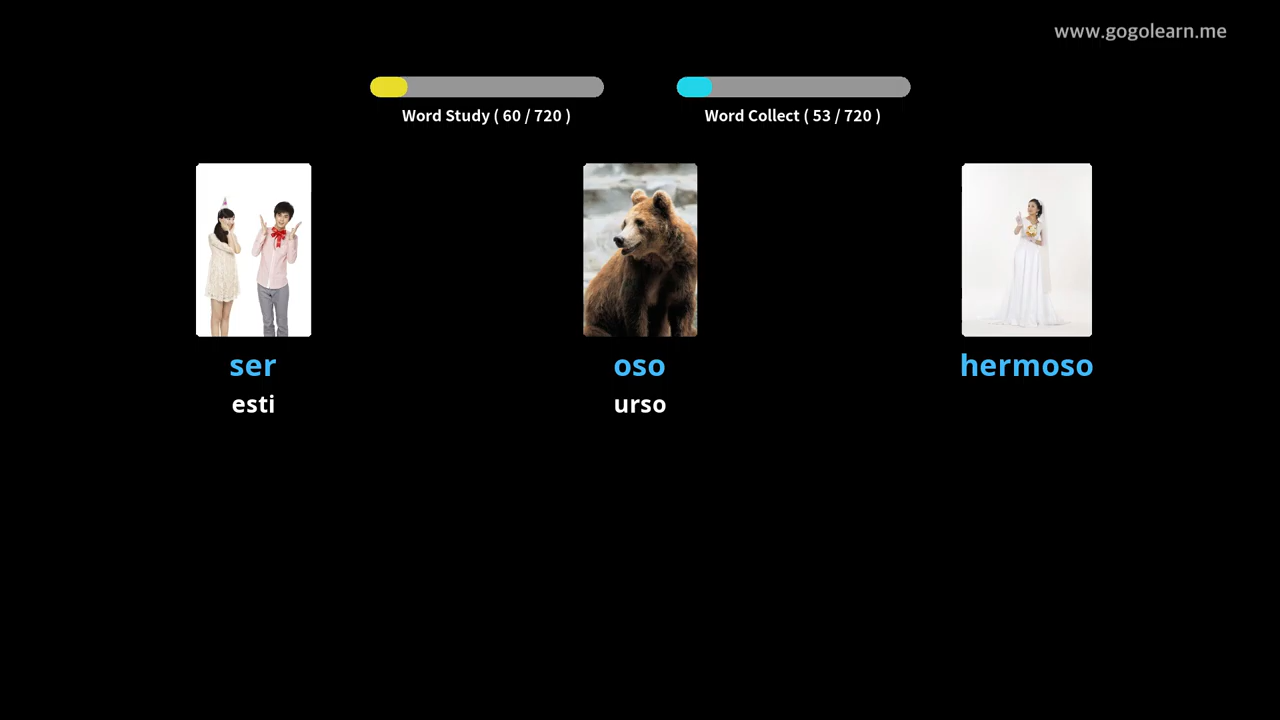 www.gogolearn.me
Word Study ( 60 / 720 )
Word Collect ( 53 / 720 )
ser
oso
hermoso
esti
urso